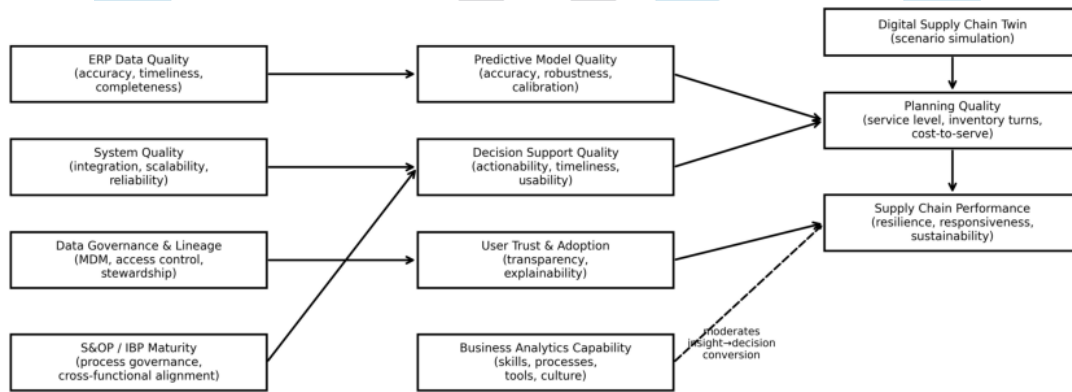 ERP Data Quality
(accuracy, timeliness,
completeness)
System Quality
(integration, scalability,
reliability)
Data Governance & Lineage
(MDM, access control,
stewardship)
S&OP / IBP Maturity
(process governance,
cross-functional alignment)
Predictive Model Quality
(accuracy, robustness,
calibration)
Decision Support Quality
(actionability, timeliness,
usability)
User Trust & Adoption
(transparency,
explainability)
Business Analytics Capability
(skills, processes,
tools, culture)
moderates
insight→decision
conversion
Digital Supply Chain Twin
(scenario simulation)
Planning Quality
(service level, inventory turns,
cost-to-serve)
Supply Chain Performance
(resilience, responsiveness,
sustainability)